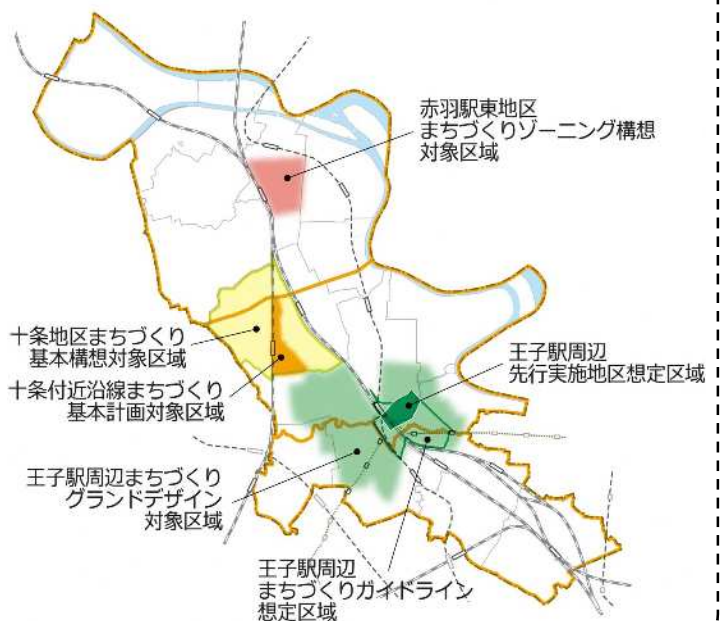 赤羽駅東地区
まちづくりゾーニング構想
対象区域
十条地区まちづくり
基本構想対象区域
十条付近沿線まちづくり
基本計画対象区域
王子駅周辺
先行実施地区想定区域
王子駅周辺まちづくり
グランドデザイン
対象区域
王子駅周辺
まちづくりガイドライン
想定区域